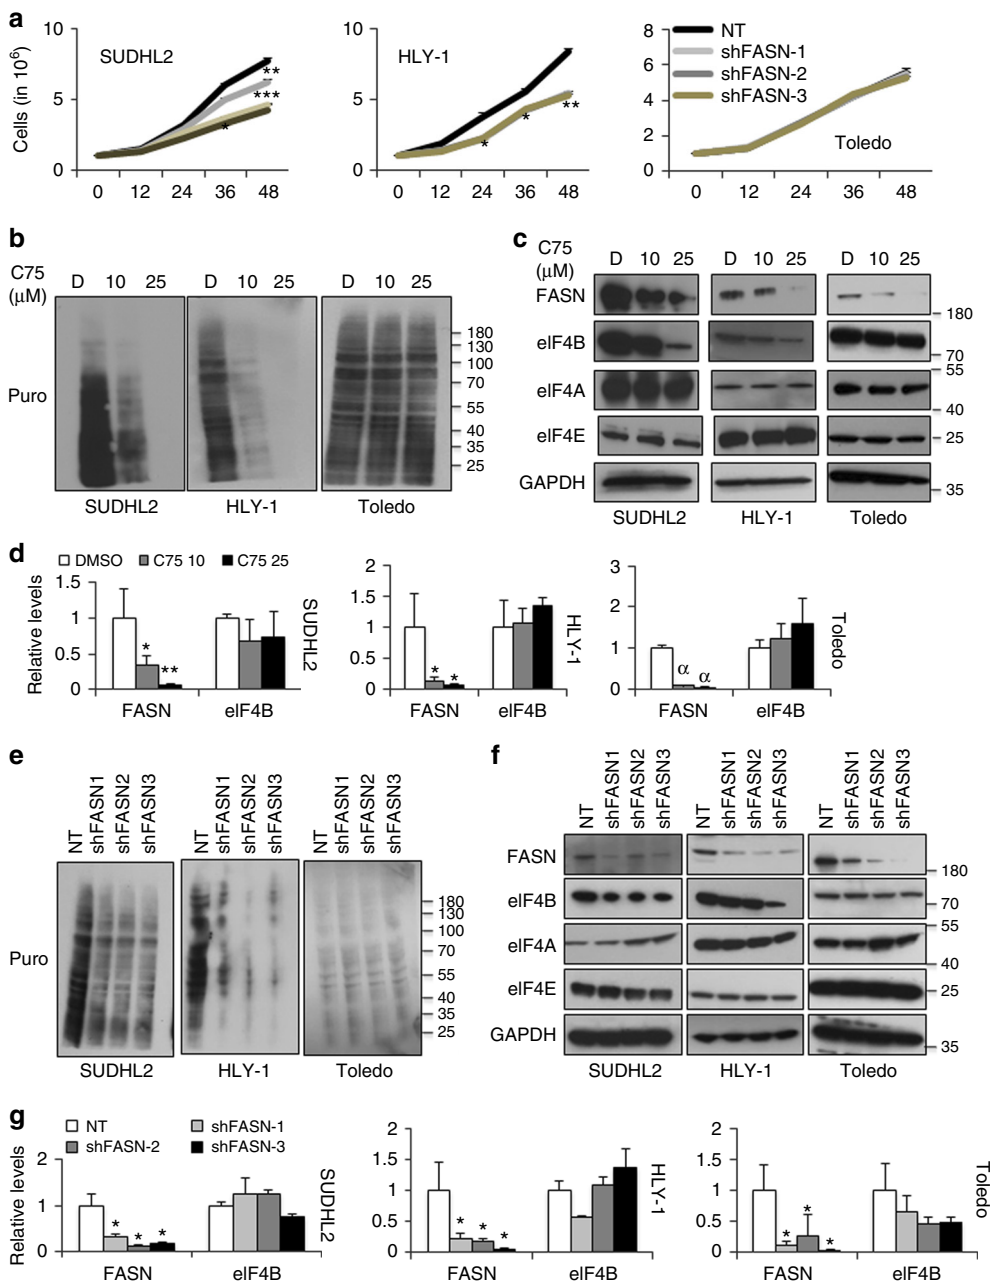 a
Cells (in 10⁶)
10
5
0
SUDHL2
**
***
*
0 12 24 36 48
10
5
0
HLY-1
*
*
**
0 12 24 36 48
8
6
4
2
0
NT
shFASN-1
shFASN-2
shFASN-3
Toledo
0 12 24 36 48
b
C75
(μM)
D 10 25
D 10 25
D 10 25
Puro
180
130
100
70
55
40
35
25
SUDHL2
HLY-1
Toledo
c
C75
(μM)
D 10 25
D 10 25
D 10 25
FASN
180
eIF4B
70
55
eIF4A
40
eIF4E
25
GAPDH
35
SUDHL2
HLY-1
Toledo
d
DMSO
C75 10
C75 25
Relative levels
1.5
1
0.5
0
*
**
FASN
eIF4B
SUDHL2
2
1
0
*
*
FASN
eIF4B
HLY-1
3
2
1
0
α
α
FASN
eIF4B
Toledo
e
NT
shFASN1
shFASN2
shFASN3
NT
shFASN1
shFASN2
shFASN3
NT
shFASN1
shFASN2
shFASN3
Puro
180
130
100
70
55
40
35
25
SUDHL2
HLY-1
Toledo
f
NT
shFASN1
shFASN2
shFASN3
NT
shFASN1
shFASN2
shFASN3
NT
shFASN1
shFASN2
shFASN3
FASN
180
eIF4B
70
55
eIF4A
40
eIF4E
25
GAPDH
35
SUDHL2
HLY-1
Toledo
g
NT
shFASN-1
shFASN-2
shFASN-3
Relative levels
2
1
0
*
*
*
FASN
eIF4B
SUDHL2
2
1.5
1
0.5
0
*
*
*
FASN
eIF4B
HLY-1
2
1.5
1
0.5
0
*
*
*
FASN
eIF4B
Toledo